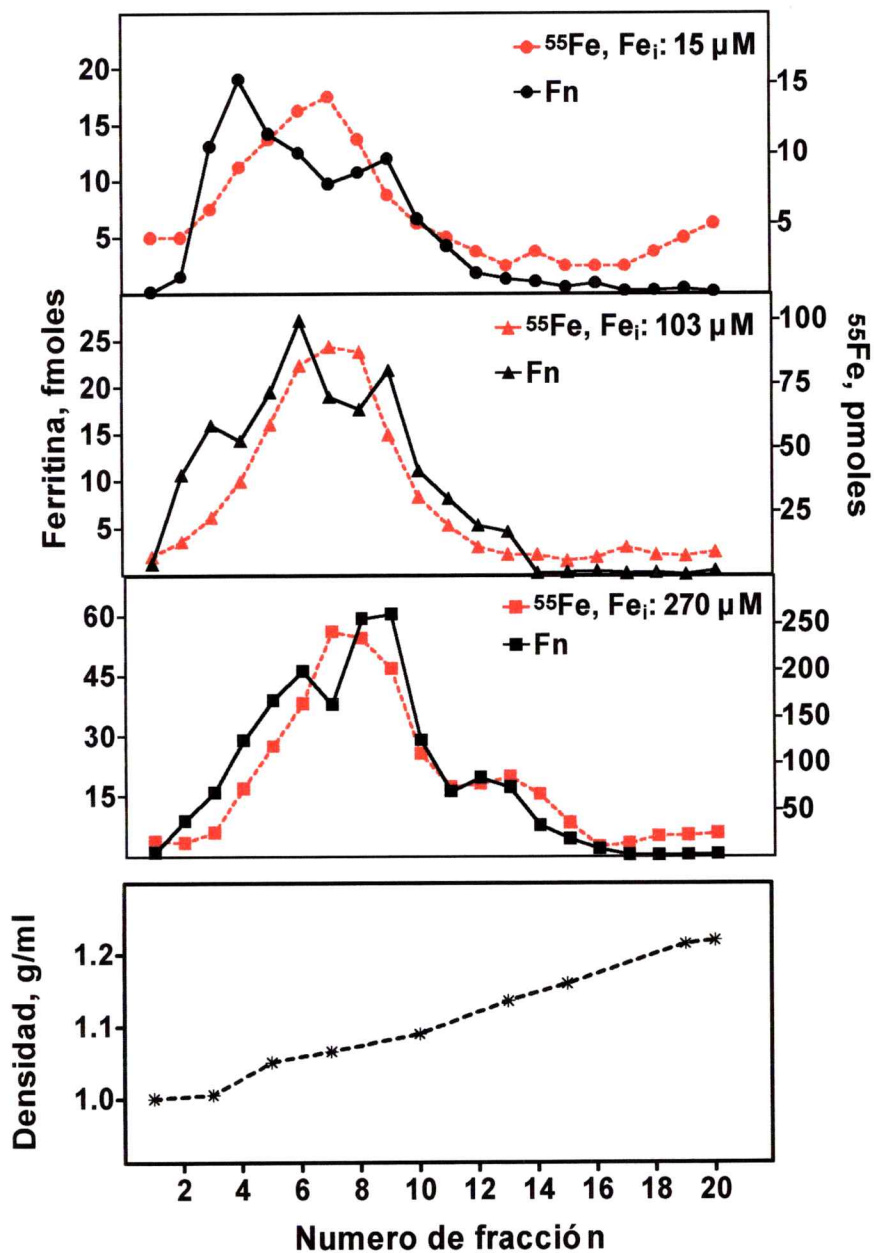 ⁵⁵Fe, Feᵢ: 15 µM
Fn
20
15
10
5
15
10
5
⁵⁵Fe, Feᵢ: 103 µM
Fn
25
20
15
10
5
100
75
50
25
Ferritina, fmoles
⁵⁵Fe, pmoles
⁵⁵Fe, Feᵢ: 270 µM
Fn
60
45
30
15
250
200
150
100
50
Densidad, g/ml
1.2
1.1
1.0
2 4 6 8 10 12 14 16 18 20
Numero de fracción